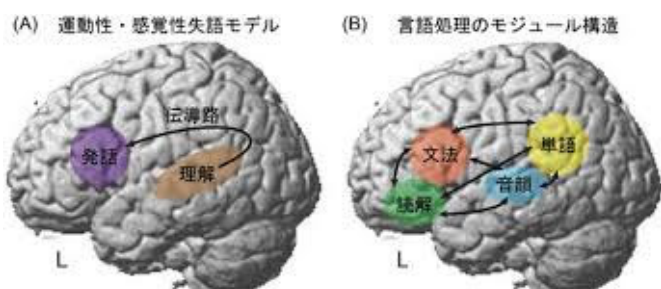 (A) 運動性・感覚性失語モデル
伝導路
発話
理解
L
(B) 言語処理のモジュール構造
文法
単語
音韻
読解
L